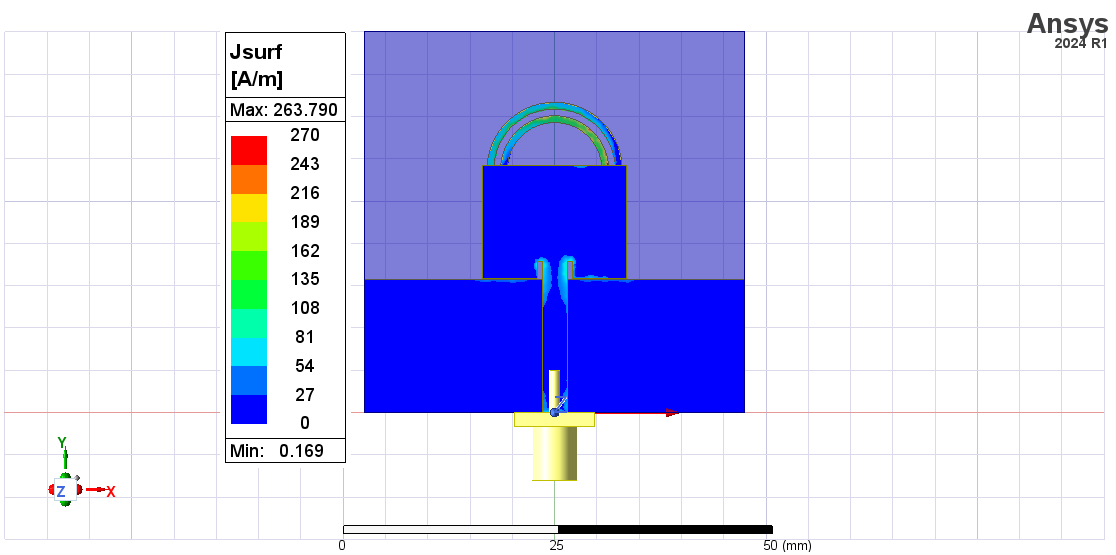 Ansys
2024 R1
Jsurf
[A/m]
Max: 263.790
270
243
216
189
162
135
108
81
54
27
0
Min: 0.169
Y
Z
X
0
25
50 (mm)